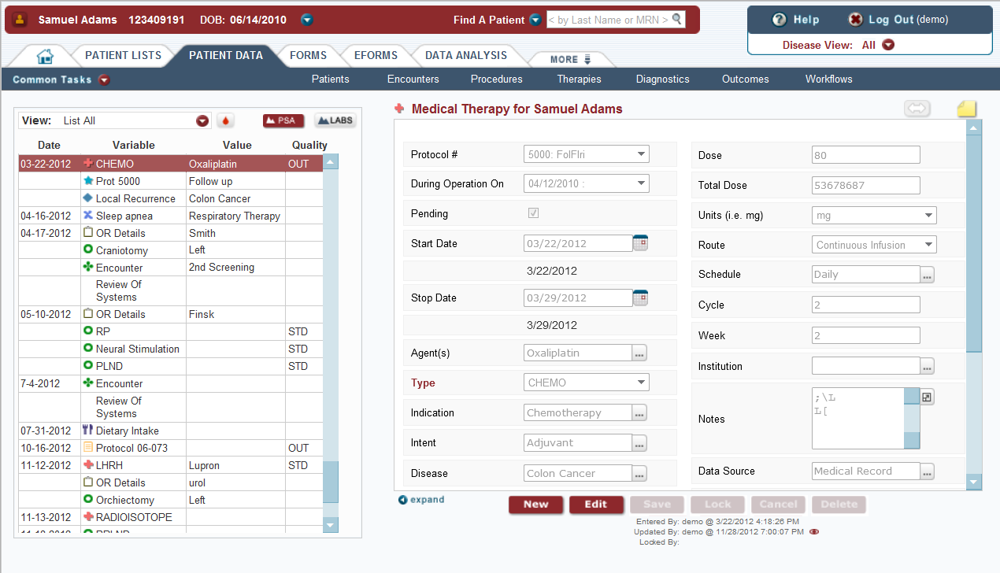 Samuel Adams 123409191 DOB: 06/14/2010 Find A Patient < by Last Name or MRN >
Help Log Out (demo)
Disease View: All
PATIENT LISTS PATIENT DATA FORMS EFORMS DATA ANALYSIS MORE
Common Tasks Patients Encounters Procedures Therapies Diagnostics Outcomes Workflows
View: List All PSA LABS
Date Variable Value Quality
03-22-2012 CHEMO Oxaliplatin OUT
Prot 5000 Follow up
Local Recurrence Colon Cancer
04-16-2012 Sleep apnea Respiratory Therapy
04-17-2012 OR Details Smith
Craniotomy Left
Encounter 2nd Screening
Review Of
Systems
05-10-2012 OR Details Finsk
RP STD
Neural Stimulation STD
PLND STD
7-4-2012 Encounter
Review Of
Systems
07-31-2012 Dietary Intake
10-16-2012 Protocol 06-073 OUT
11-12-2012 LHRH Lupron STD
OR Details urol
Orchiectomy Left
11-13-2012 RADIOISOTOPE
Medical Therapy for Samuel Adams
Protocol # 5000: FolFIri
During Operation On 04/12/2010 :
Pending
Start Date 03/22/2012
3/22/2012
Stop Date 03/29/2012
3/29/2012
Agent(s) Oxaliplatin ...
Type CHEMO
Indication Chemotherapy ...
Intent Adjuvant ...
Disease Colon Cancer ...
Dose 80
Total Dose 53678687
Units (i.e. mg) mg
Route Continuous Infusion
Schedule Daily ...
Cycle 2
Week 2
Institution ...
Notes
Data Source Medical Record ...
expand New Edit Save Lock Cancel Delete
Entered By: demo @ 3/22/2012 4:18:26 PM
Updated By: demo @ 11/28/2012 7:00:07 PM
Locked By: